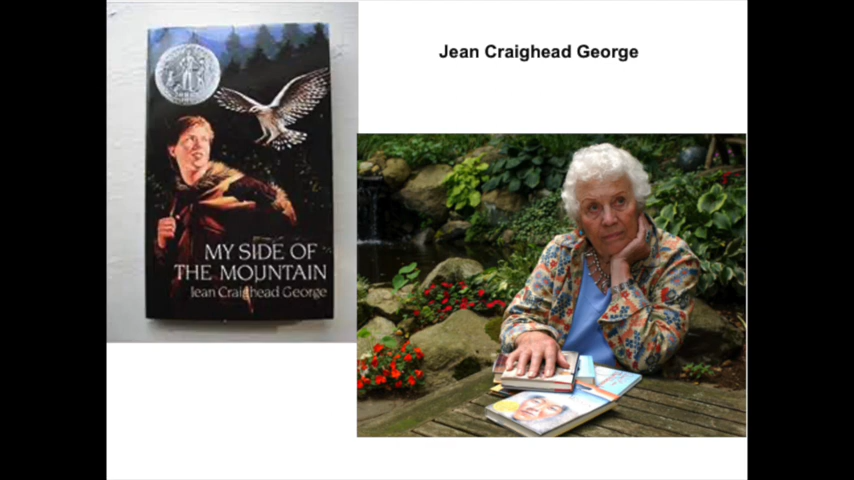 Jean Craighead George
MY SIDE OF
THE MOUNTAIN
Jean Craighead George